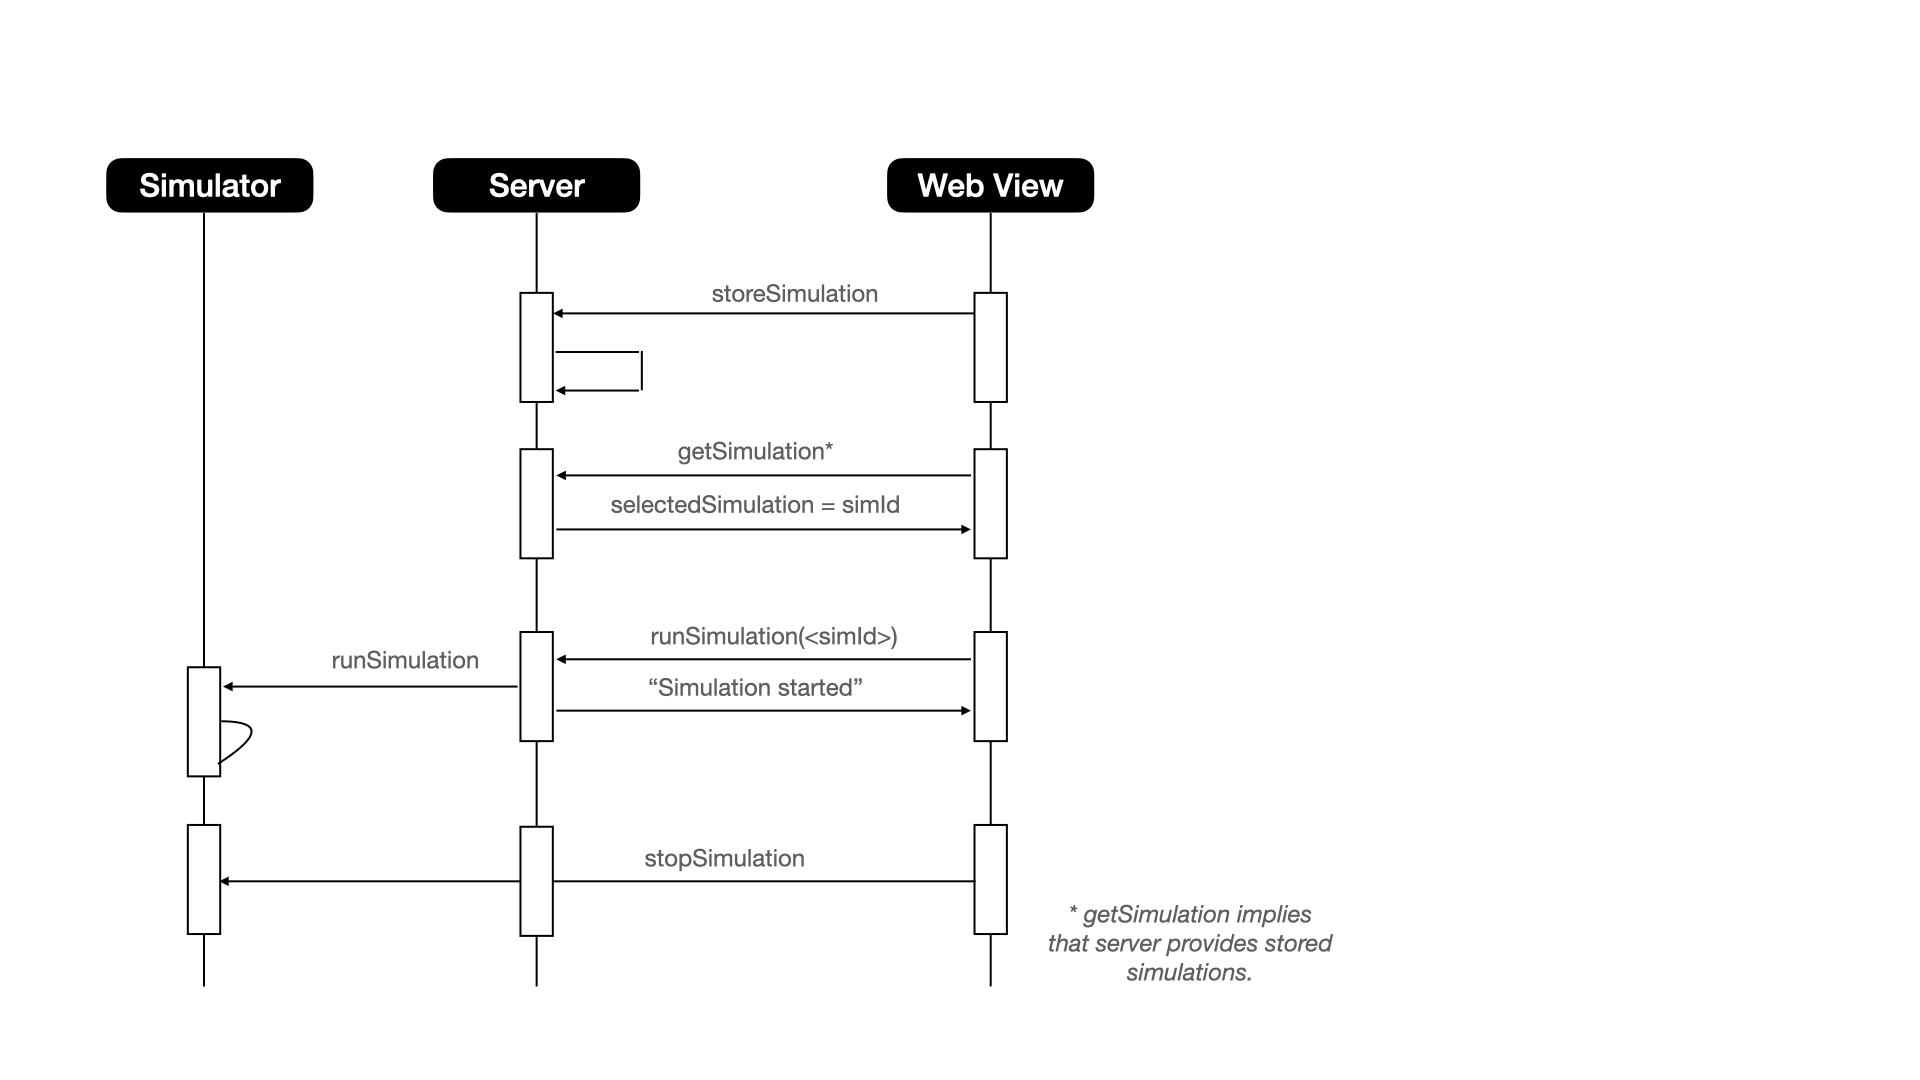 Simulator
Server
Web View
storeSimulation
getSimulation*
selectedSimulation = simId
runSimulation(<simId>)
runSimulation
“Simulation started”
stopSimulation
* getSimulation implies
that server provides stored
simulations.